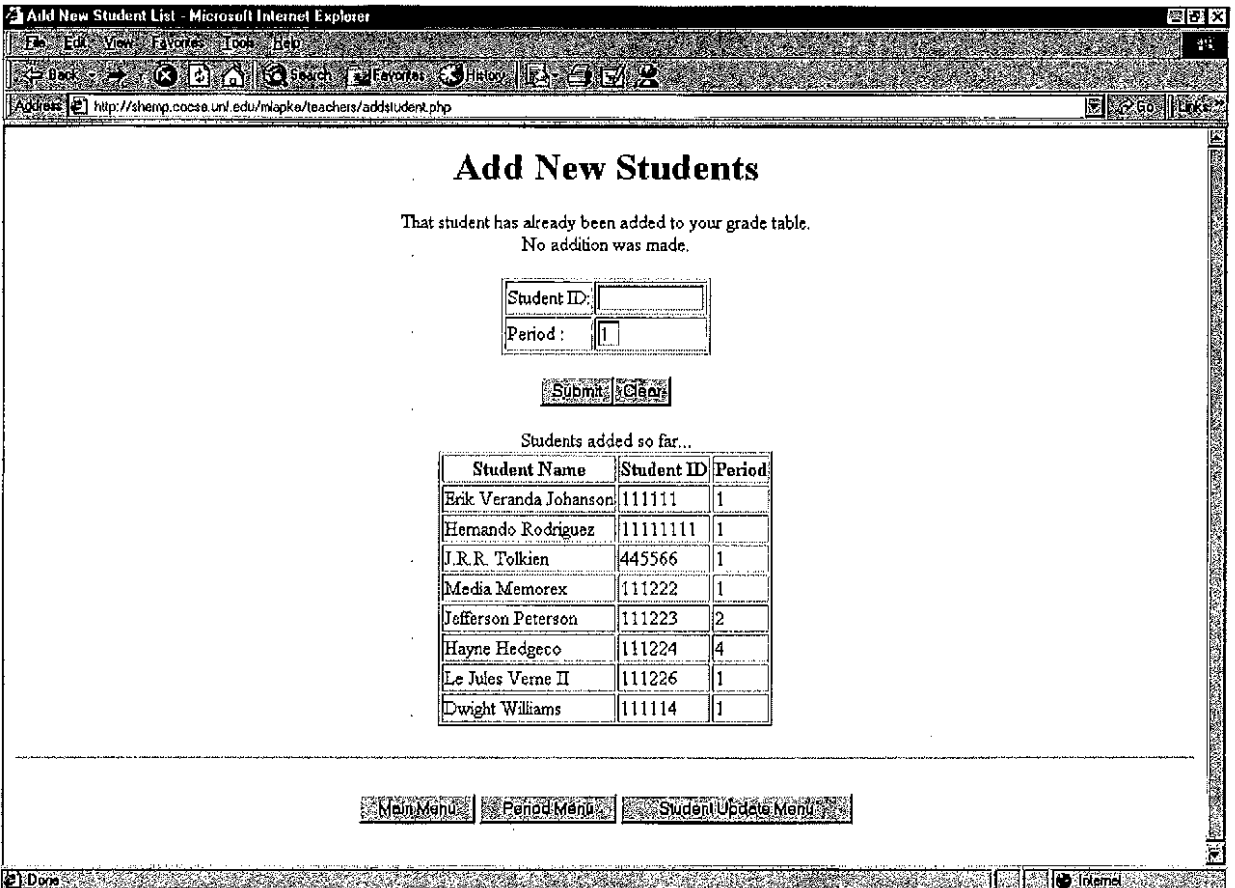 Add New Student List - Microsoft Internet Explorer
File Edit View Favorites Tools Help
Back Search Favorites History
Address http://shemp.cocse.unf.edu/mlapke/teachers/addstudent.php Go Links »
Add New Students
That student has already been added to your grade table.
No addition was made.
Student ID:
Period : 1
Submit Clear
Students added so far...
Student Name Student ID Period
Erik Veranda Johanson 111111 1
Hernando Rodriguez 11111111 1
J.R.R. Tolkien 445566 1
Media Memorex 111222 1
Jefferson Peterson 111223 2
Hayne Hedgeco 111224 4
Le Jules Verne II 111226 1
Dwight Williams 111114 1
Main Menu Period Menu Student Update Menu
Done Internet